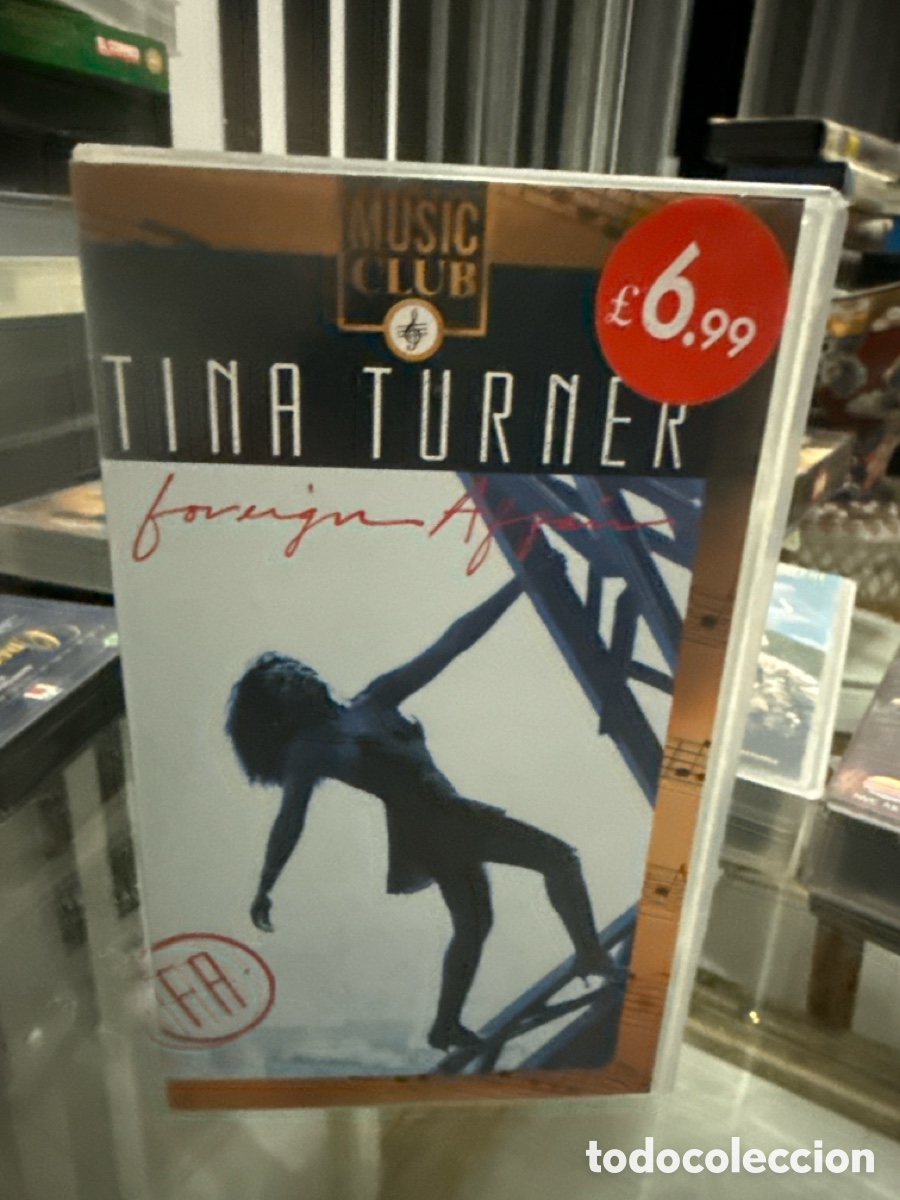 MUSIC
CLUB
£6.99
TINA TURNER
foreign Affair
FA
todocoleccion